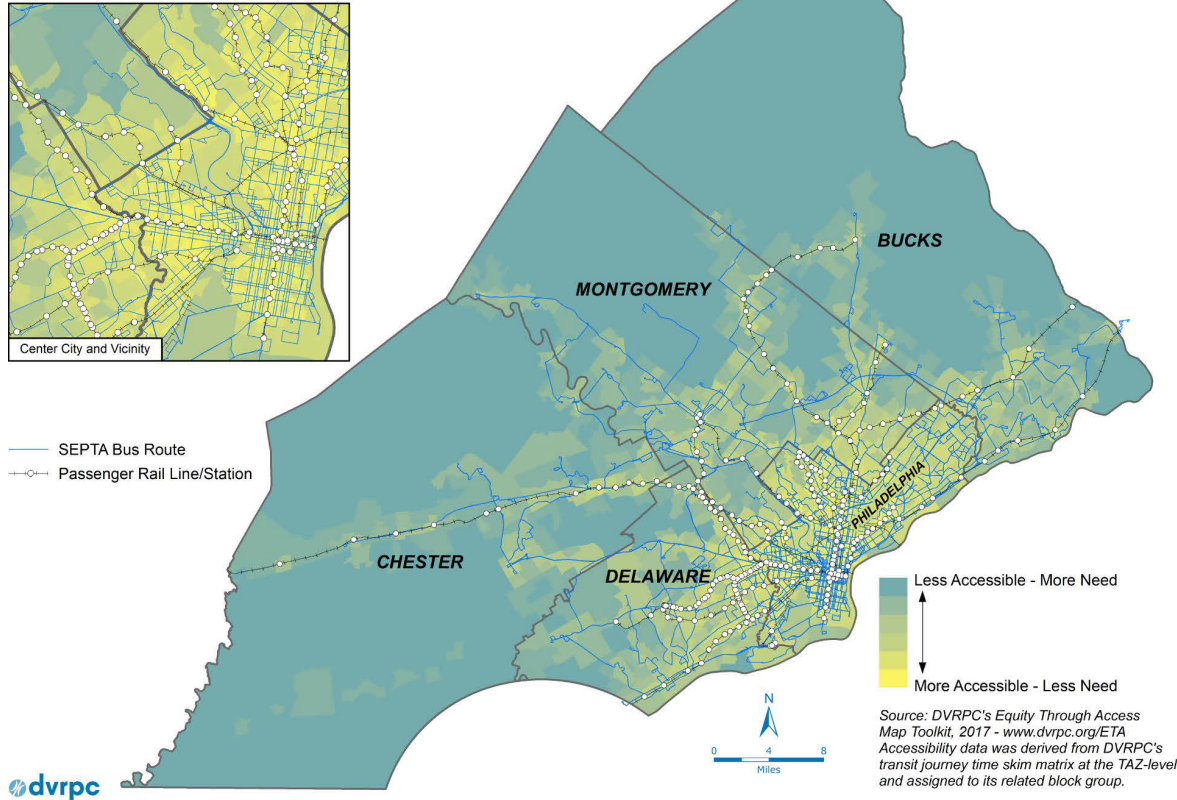 Center City and Vicinity
SEPTA Bus Route
Passenger Rail Line/Station
BUCKS
MONTGOMERY
PHILADELPHIA
CHESTER
DELAWARE
Less Accessible - More Need
More Accessible - Less Need
N
0 4 8
Miles
Source: DVRPC's Equity Through Access
Map Toolkit, 2017 - www.dvrpc.org/ETA
Accessibility data was derived from DVRPC's
transit journey time skim matrix at the TAZ-level
and assigned to its related block group.
dvrpc